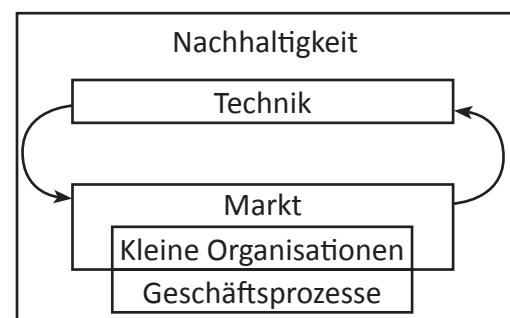 Nachhaltigkeit
Technik
Markt
Kleine Organisationen
Geschäftsprozesse